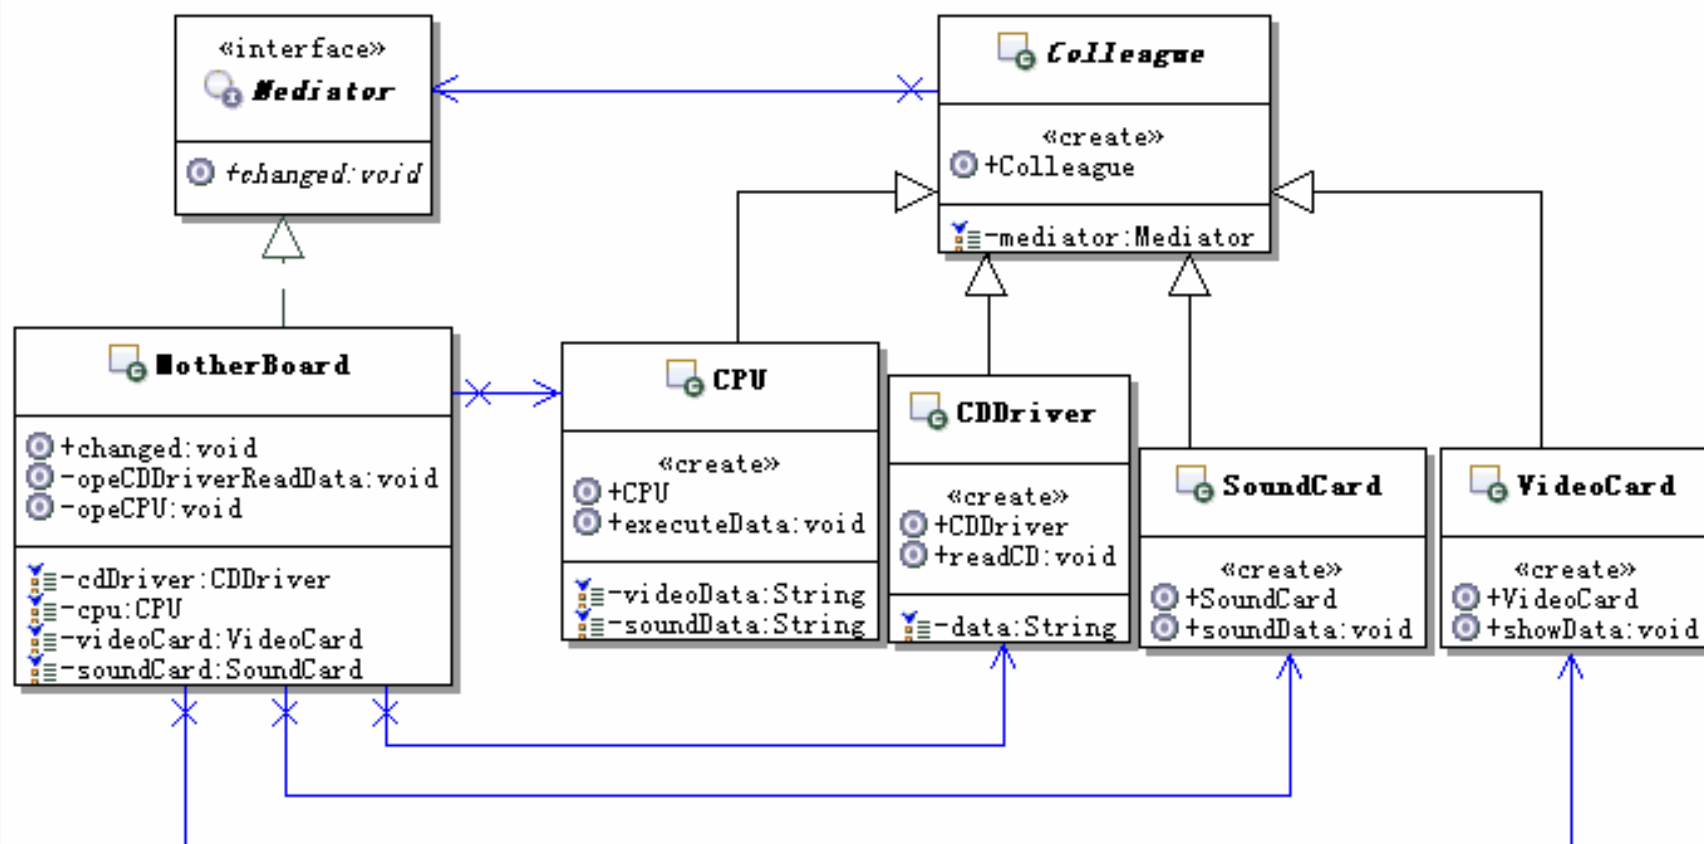 «interface»
Mediator
+changed:void
Colleague
«create»
+Colleague
-mediator:Mediator
MotherBoard
+changed:void
-opeCDDriverReadData:void
-opeCPU:void
-cdDriver:CDDriver
-cpu:CPU
-videoCard:VideoCard
-soundCard:SoundCard
CPU
«create»
+CPU
+executeData:void
-videoData:String
-soundData:String
CDDriver
«create»
+CDDriver
+readCD:void
-data:String
SoundCard
«create»
+SoundCard
+soundData:void
VideoCard
«create»
+VideoCard
+showData:void